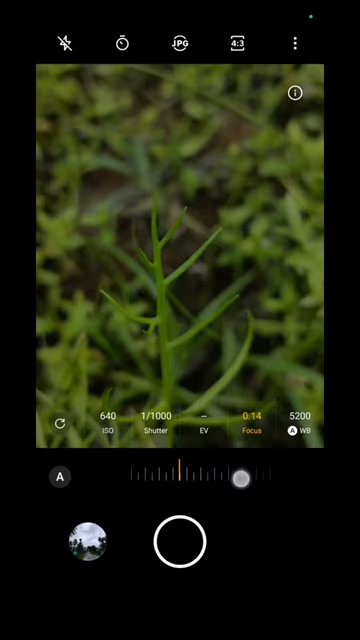 JPG
4:3
640 1/1000 -- 0.14 5200
ISO Shutter EV Focus A WB
A